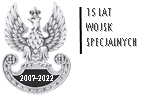 15 LAT
WOJSK
SPECJALNYCH
2007-2022